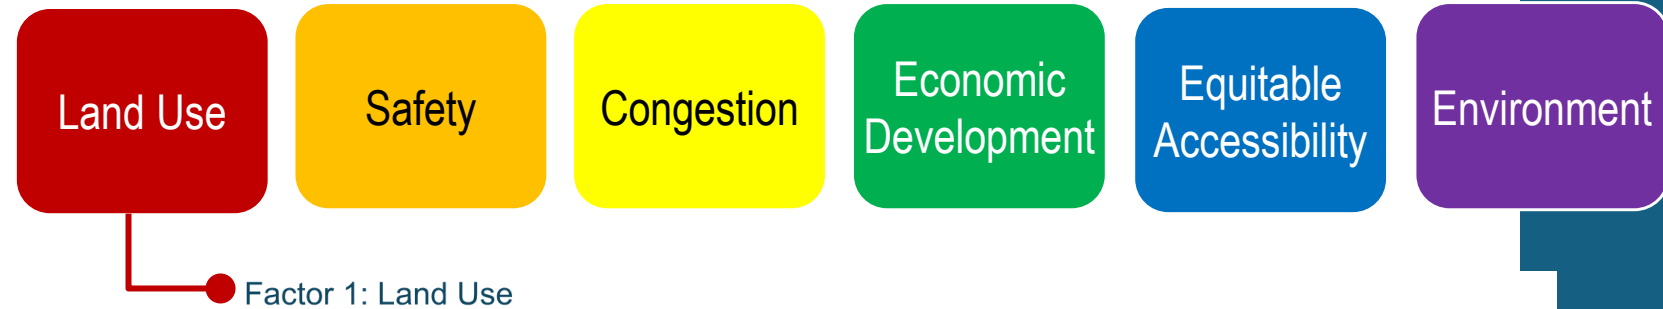 Land Use
Safety
Congestion
Economic
Development
Equitable
Accessibility
Environment
Factor 1: Land Use